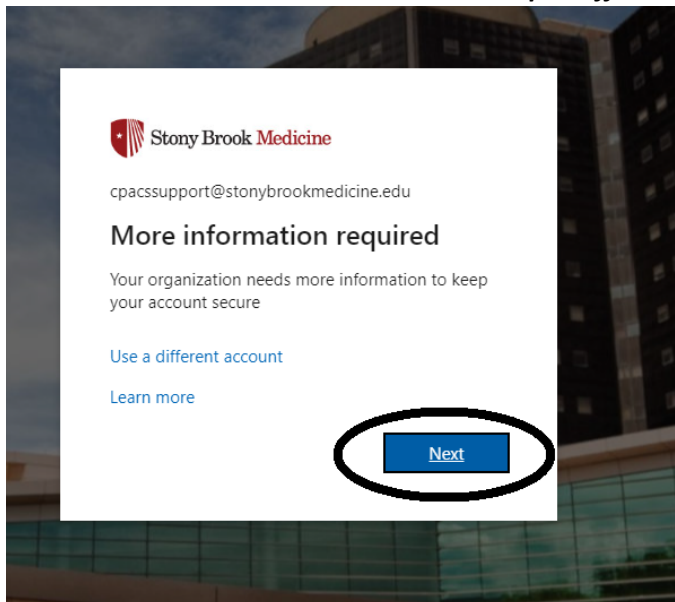 Stony Brook Medicine
cpacssupport@stonybrookmedicine.edu
More information required
Your organization needs more information to keep
your account secure
Use a different account
Learn more
Next